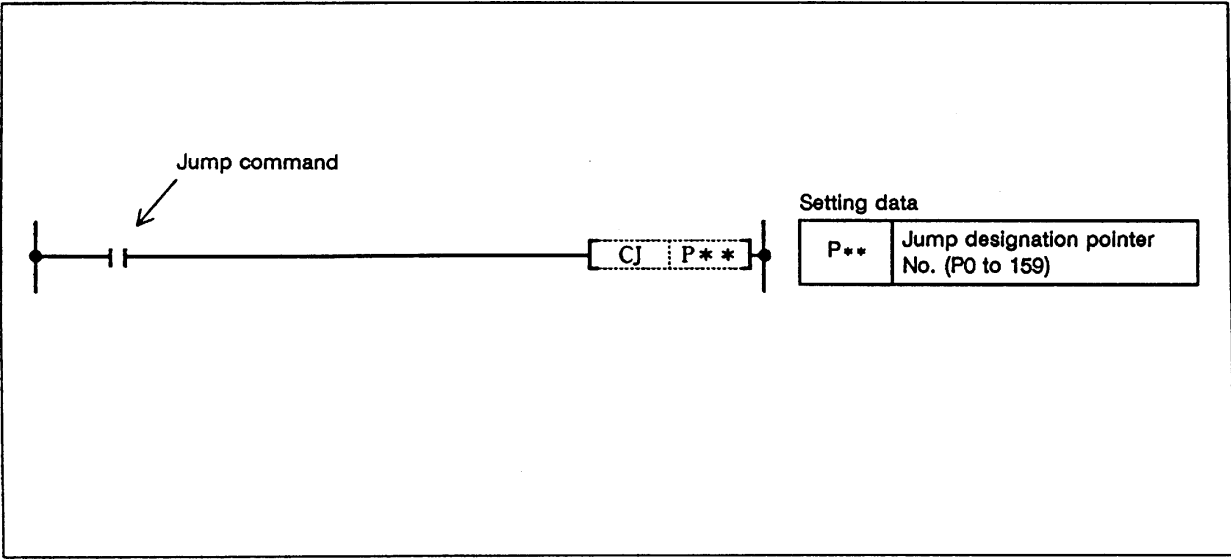 Jump command
Setting data
CJ P**
P** Jump designation pointer
No. (P0 to 159)